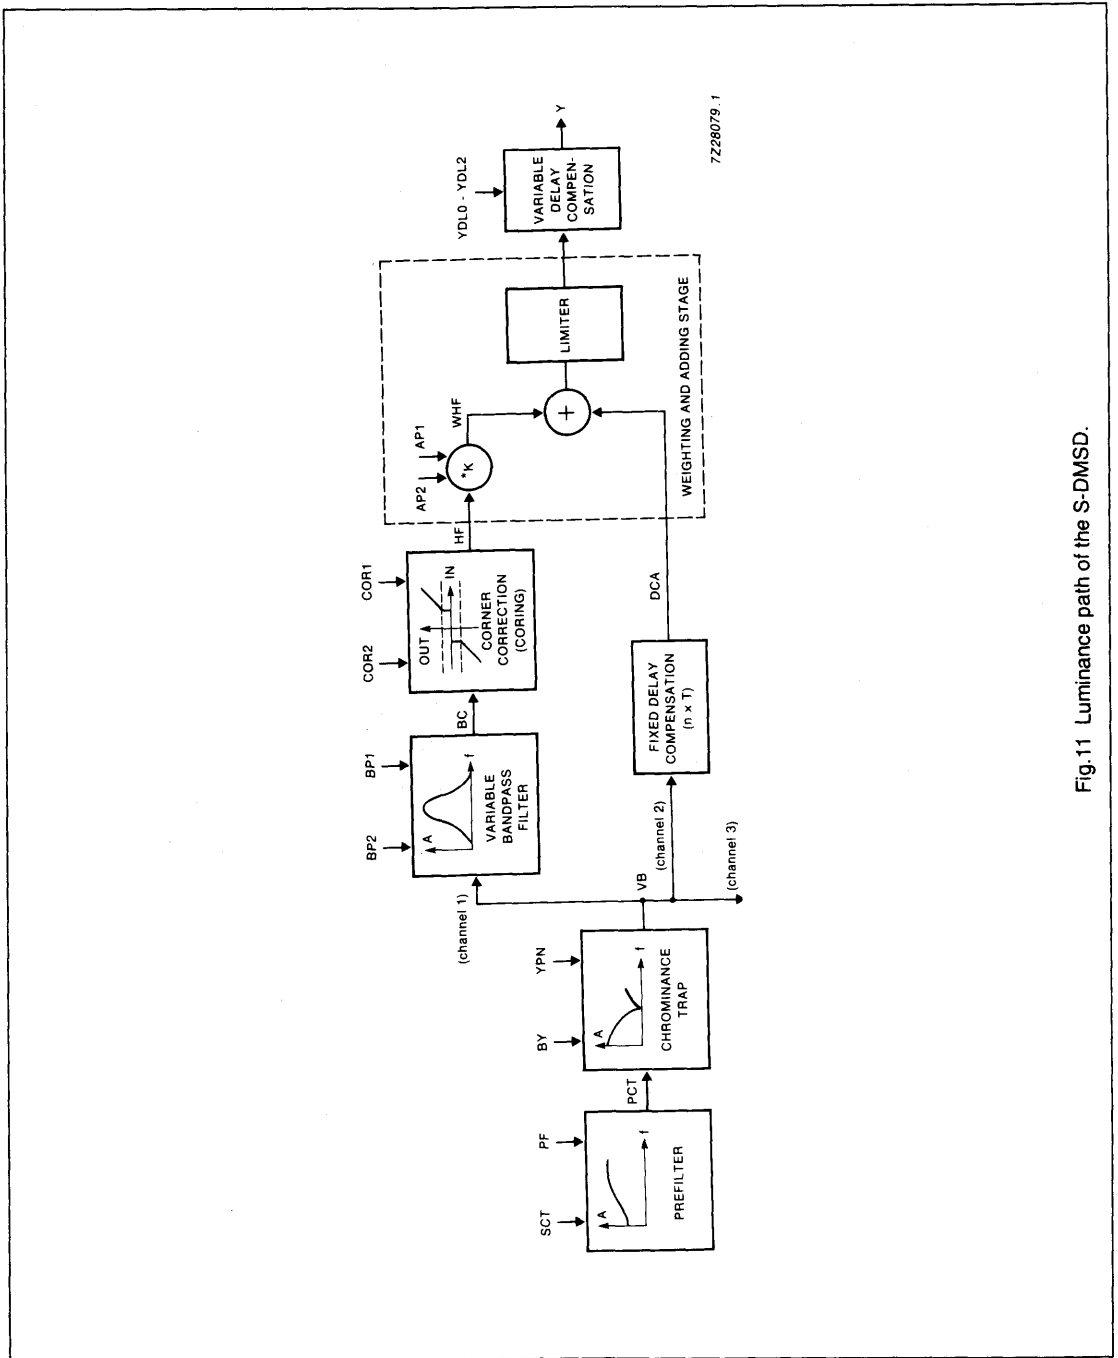 SCT
PF
A
f
PREFILTER
PCT
BY
YPN
A
f
CHROMINANCE
TRAP
VB
(channel 1)
(channel 2)
(channel 3)
BP2
BP1
A
f
VARIABLE
BANDPASS
FILTER
BC
COR2
COR1
OUT
IN
CORNER
CORRECTION
(CORING)
HF
FIXED DELAY
COMPENSATION
(n x T)
DCA
AP2
AP1
*K
WHF
+
LIMITER
WEIGHTING AND ADDING STAGE
YDL0 - YDL2
VARIABLE
DELAY
COMPEN-
SATION
Y
7Z28079.1
Fig.11 Luminance path of the S-DMSD.